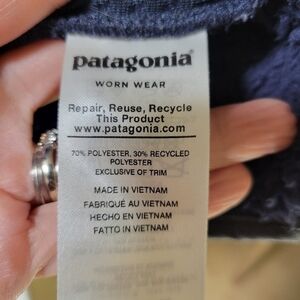 patagonia®
WORN WEAR
Repair, Reuse, Recycle
This Product
www.patagonia.com
70% POLYESTER, 30% RECYCLED
POLYESTER
EXCLUSIVE OF TRIM
MADE IN VIETNAM
FABRIQUÉ AU VIETNAM
HECHO EN VIETNAM
FATTO IN VIETNAM